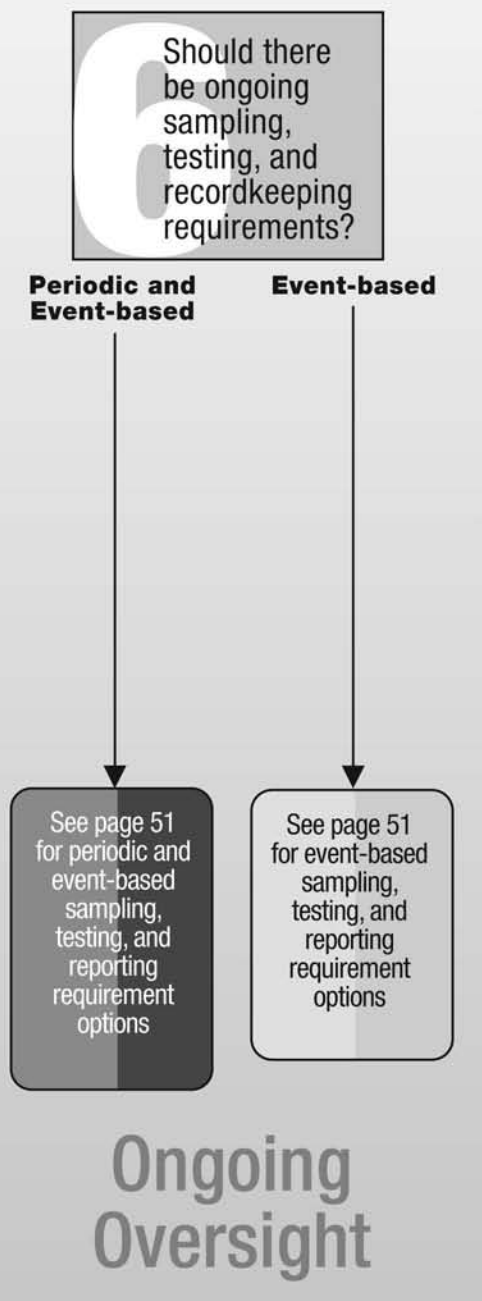 6
Should there
be ongoing
sampling,
testing, and
recordkeeping
requirements?
Periodic and
Event-based
Event-based
See page 51
for periodic and
event-based
sampling,
testing, and
reporting
requirement
options
See page 51
for event-based
sampling,
testing, and
reporting
requirement
options
Ongoing
Oversight